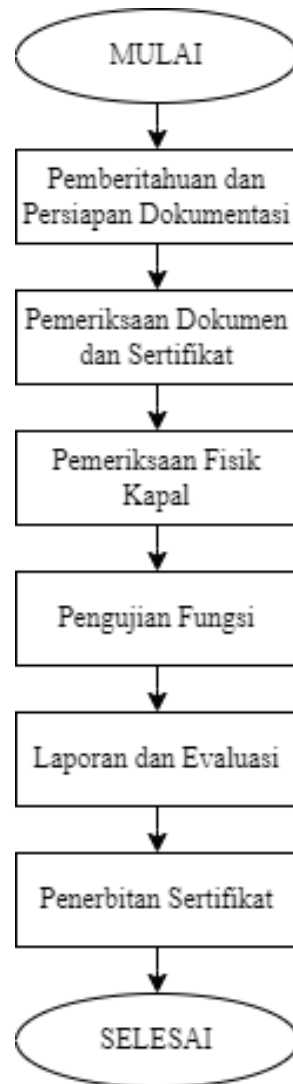 MULAI
Pemberitahuan dan
Persiapan Dokumentasi
Pemeriksaan Dokumen
dan Sertifikat
Pemeriksaan Fisik
Kapal
Pengujian Fungsi
Laporan dan Evaluasi
Penerbitan Sertifikat
SELESAI